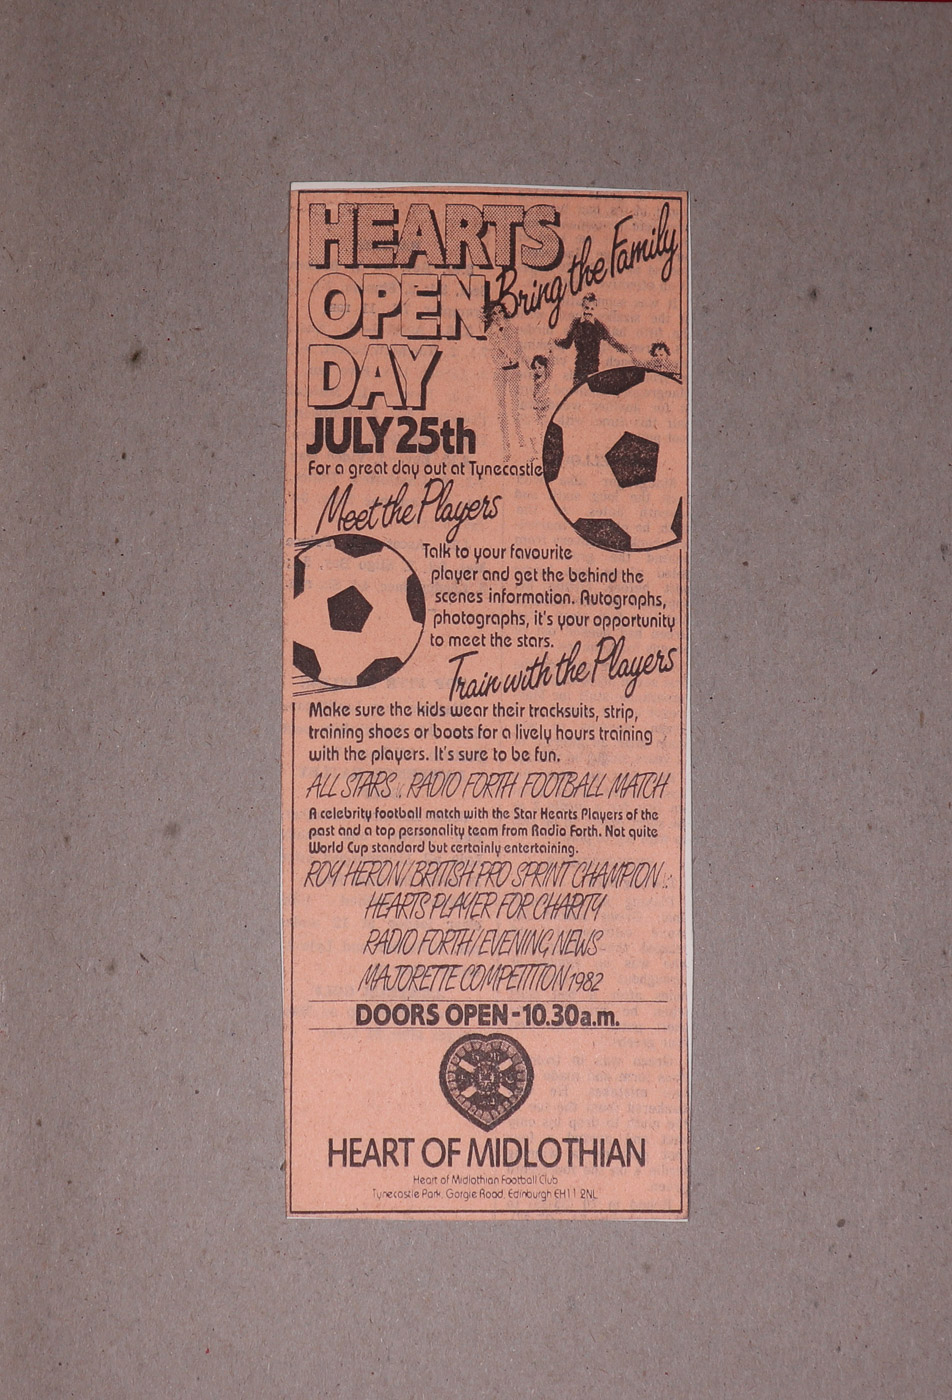 HEARTS
OPEN
DAY
Bring the Family
JULY 25th
For a great day out at Tynecastle
Meet the Players
Talk to your favourite
player and get the behind the
scenes information. Autographs,
photographs, it's your opportunity
to meet the stars.
Train with the Players
Make sure the kids wear their tracksuits, strip,
training shoes or boots for a lively hours training
with the players. It's sure to be fun.
ALL STARS v. RADIO FORTH FOOTBALL MATCH
A celebrity football match with the Star Hearts Players of the
past and a top personality team from Radio Forth. Not quite
World Cup standard but certainly entertaining.
ROY HERON/BRITISH PRO SPRINT CHAMPION v.
HEARTS PLAYER FOR CHARITY
RADIO FORTH/EVENING NEWS
MAJORETTE COMPETITION 1982
DOORS OPEN - 10.30a.m.
HEART OF MIDLOTHIAN
Heart of Midlothian Football Club
Tynecastle Park, Gorgie Road, Edinburgh EH11 2NL